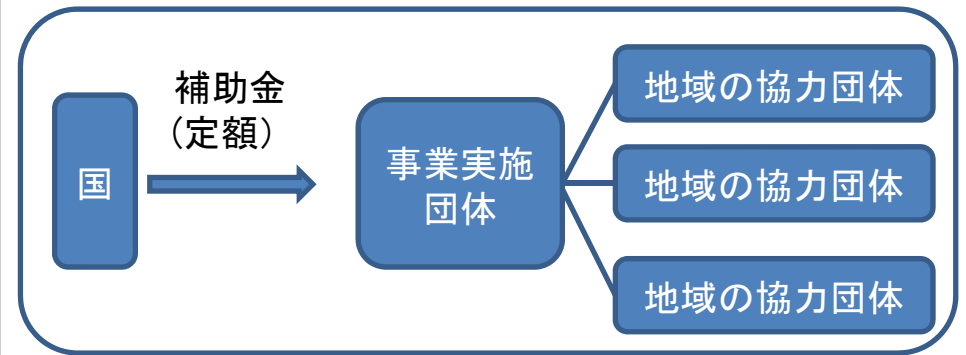 国
補助金
（定額）
事業実施
団体
地域の協力団体
地域の協力団体
地域の協力団体